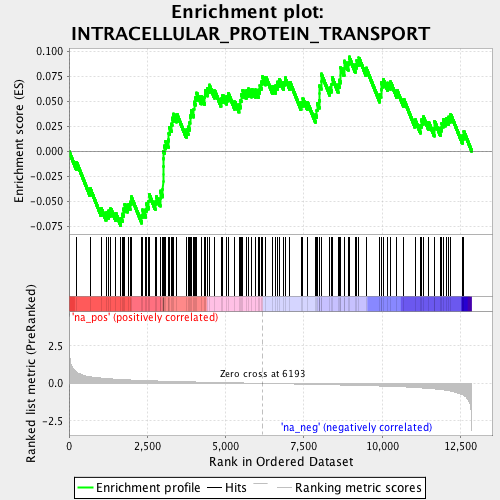 Enrichment plot:
INTRACELLULAR_PROTEIN_TRANSPORT
Enrichment score (ES)
0.100
0.075
0.050
0.025
0.000
-0.025
-0.050
-0.075
'na_pos' (positively correlated)
Ranked list metric (PreRanked)
2.5
0.0
-2.5
Zero cross at 6193
'na_neg' (negatively correlated)
0
2,500
5,000
7,500
10,000
12,500
Rank in Ordered Dataset
Enrichment profile
Hits
Ranking metric scores